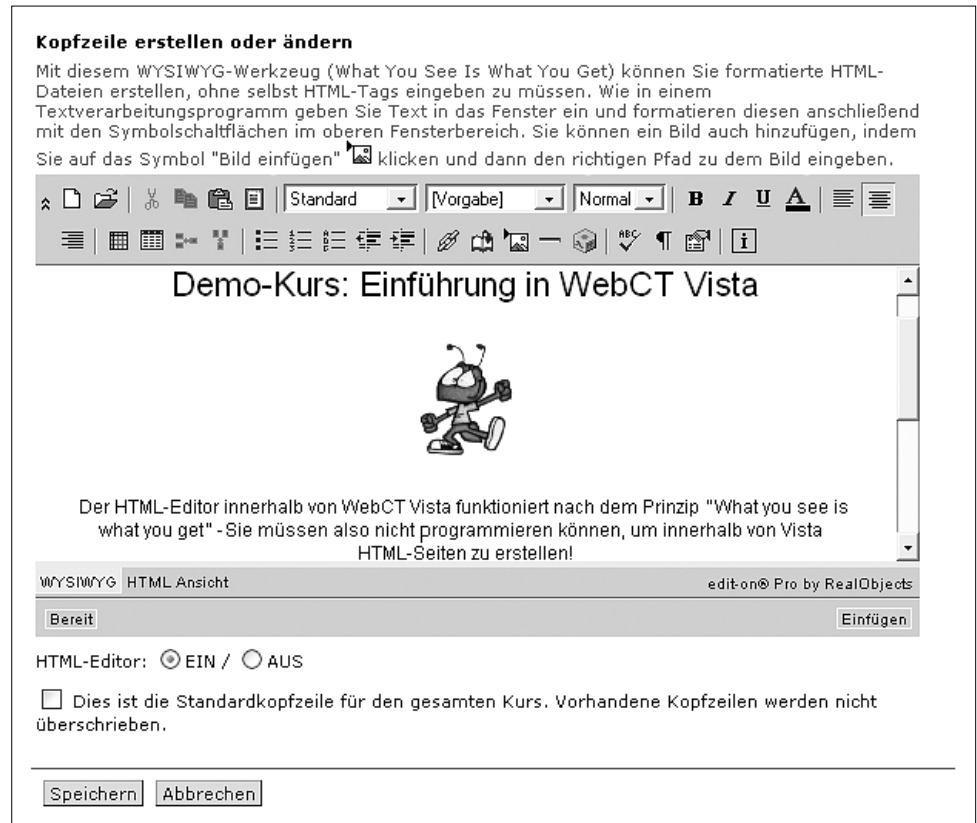 Kopfzeile erstellen oder ändern
Mit diesem WYSIWYG-Werkzeug (What You See Is What You Get) können Sie formatierte HTML-
Dateien erstellen, ohne selbst HTML-Tags eingeben zu müssen. Wie in einem
Textverarbeitungsprogramm geben Sie Text in das Fenster ein und formatieren diesen anschließend
mit den Symbolschaltflächen im oberen Fensterbereich. Sie können ein Bild auch hinzufügen, indem
Sie auf das Symbol "Bild einfügen" klicken und dann den richtigen Pfad zu dem Bild eingeben.
Standard [Vorgabe] Normal B I U A
ABC ¶ i
Demo-Kurs: Einführung in WebCT Vista
Der HTML-Editor innerhalb von WebCT Vista funktioniert nach dem Prinzip "What you see is
what you get" - Sie müssen also nicht programmieren können, um innerhalb von Vista
HTML-Seiten zu erstellen!
WYSIWYG HTML Ansicht edit-on® Pro by RealObjects
Bereit Einfügen
HTML-Editor: EIN / AUS
Dies ist die Standardkopfzeile für den gesamten Kurs. Vorhandene Kopfzeilen werden nicht
überschrieben.
Speichern Abbrechen